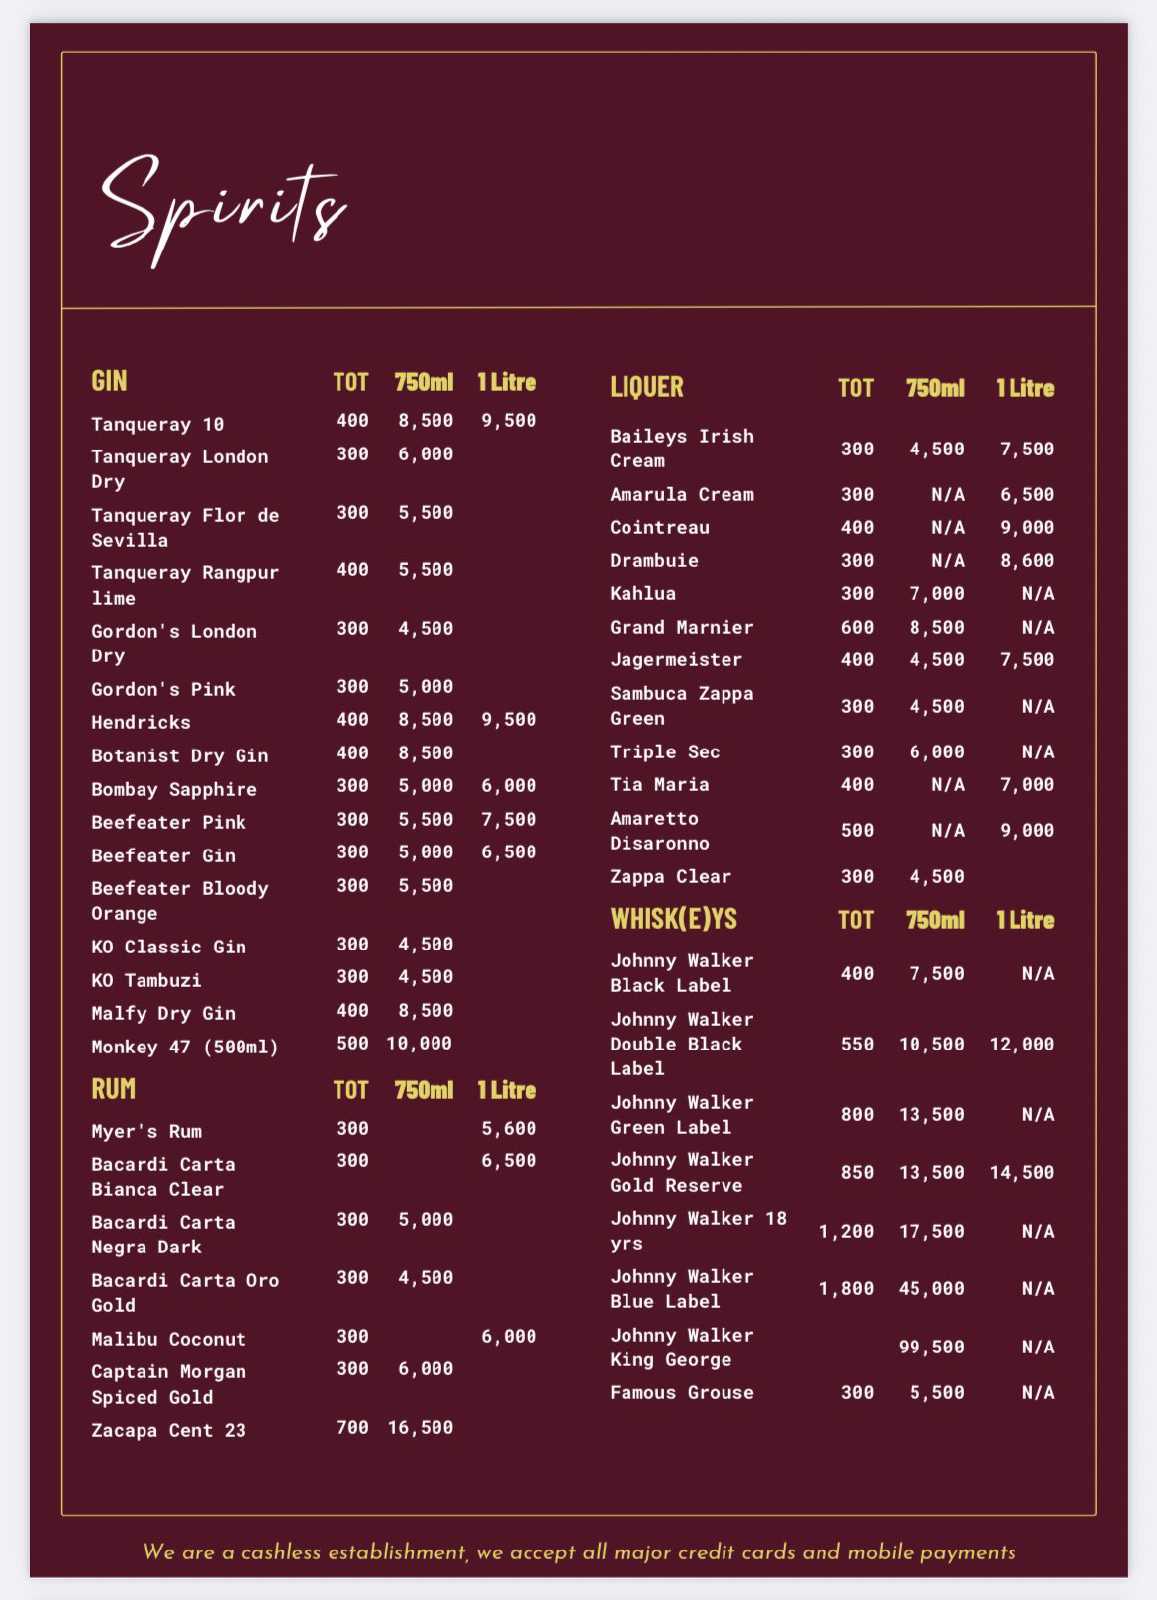 Spirits
GIN TOT 750ml 1 Litre
Tanqueray 10 400 8,500 9,500
Tanqueray London 300 6,000
Dry
Tanqueray Flor de 300 5,500
Sevilla
Tanqueray Rangpur 400 5,500
lime
Gordon's London 300 4,500
Dry
Gordon's Pink 300 5,000
Hendricks 400 8,500 9,500
Botanist Dry Gin 400 8,500
Bombay Sapphire 300 5,000 6,000
Beefeater Pink 300 5,500 7,500
Beefeater Gin 300 5,000 6,500
Beefeater Bloody 300 5,500
Orange
KO Classic Gin 300 4,500
KO Tambuzi 300 4,500
Malfy Dry Gin 400 8,500
Monkey 47 (500ml) 500 10,000
RUM TOT 750ml 1 Litre
Myer's Rum 300 5,600
Bacardi Carta 300 6,500
Bianca Clear
Bacardi Carta 300 5,000
Negra Dark
Bacardi Carta Oro 300 4,500
Gold
Malibu Coconut 300 6,000
Captain Morgan 300 6,000
Spiced Gold
Zacapa Cent 23 700 16,500
LIQUER TOT 750ml 1 Litre
Baileys Irish
Cream 300 4,500 7,500
Amarula Cream 300 N/A 6,500
Cointreau 400 N/A 9,000
Drambuie 300 N/A 8,600
Kahlua 300 7,000 N/A
Grand Marnier 600 8,500 N/A
Jagermeister 400 4,500 7,500
Sambuca Zappa
Green 300 4,500 N/A
Triple Sec 300 6,000 N/A
Tia Maria 400 N/A 7,000
Amaretto
Disaronno 500 N/A 9,000
Zappa Clear 300 4,500
WHISK(E)YS TOT 750ml 1 Litre
Johnny Walker
Black Label 400 7,500 N/A
Johnny Walker
Double Black 550 10,500 12,000
Label
Johnny Walker
Green Label 800 13,500 N/A
Johnny Walker
Gold Reserve 850 13,500 14,500
Johnny Walker 18
yrs 1,200 17,500 N/A
Johnny Walker
Blue Label 1,800 45,000 N/A
Johnny Walker
King George 99,500 N/A
Famous Grouse 300 5,500 N/A
We are a cashless establishment, we accept all major credit cards and mobile payments